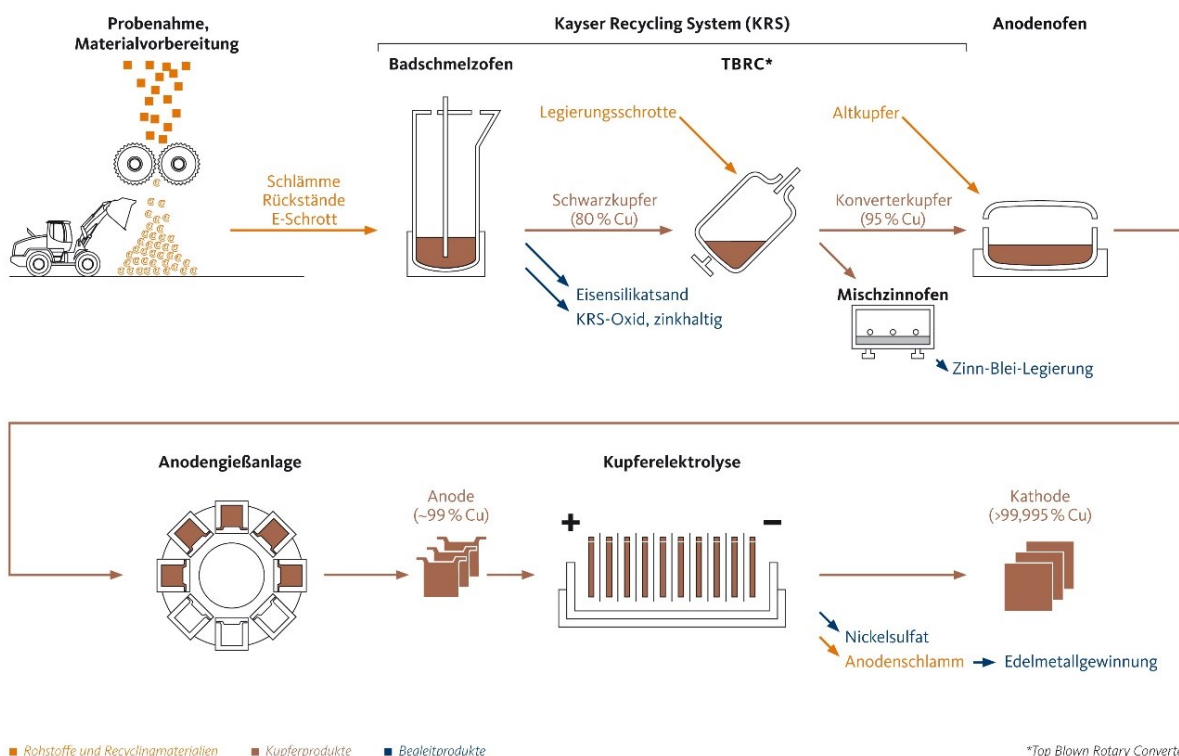 Probenahme,
Materialvorbereitung
Kayser Recycling System (KRS)
Anodenofen
Badschmelzofen
TBRC*
Legierungsschrotte
Altkupfer
Schlämme
Rückstände
E-Schrott
Schwarzkupfer
(80 % Cu)
Konverterkupfer
(95 % Cu)
Eisensilikatsand
KRS-Oxid, zinkhaltig
Mischzinnofen
Zinn-Blei-Legierung
Anodengießanlage
Kupferelektrolyse
Anode
(~99 % Cu)
+
–
Kathode
(>99,995 % Cu)
Nickelsulfat
Anodenschlamm
Edelmetallgewinnung
Rohstoffe und Recyclingmaterialien
Kupferprodukte
Begleitprodukte
*Top Blown Rotary Converte